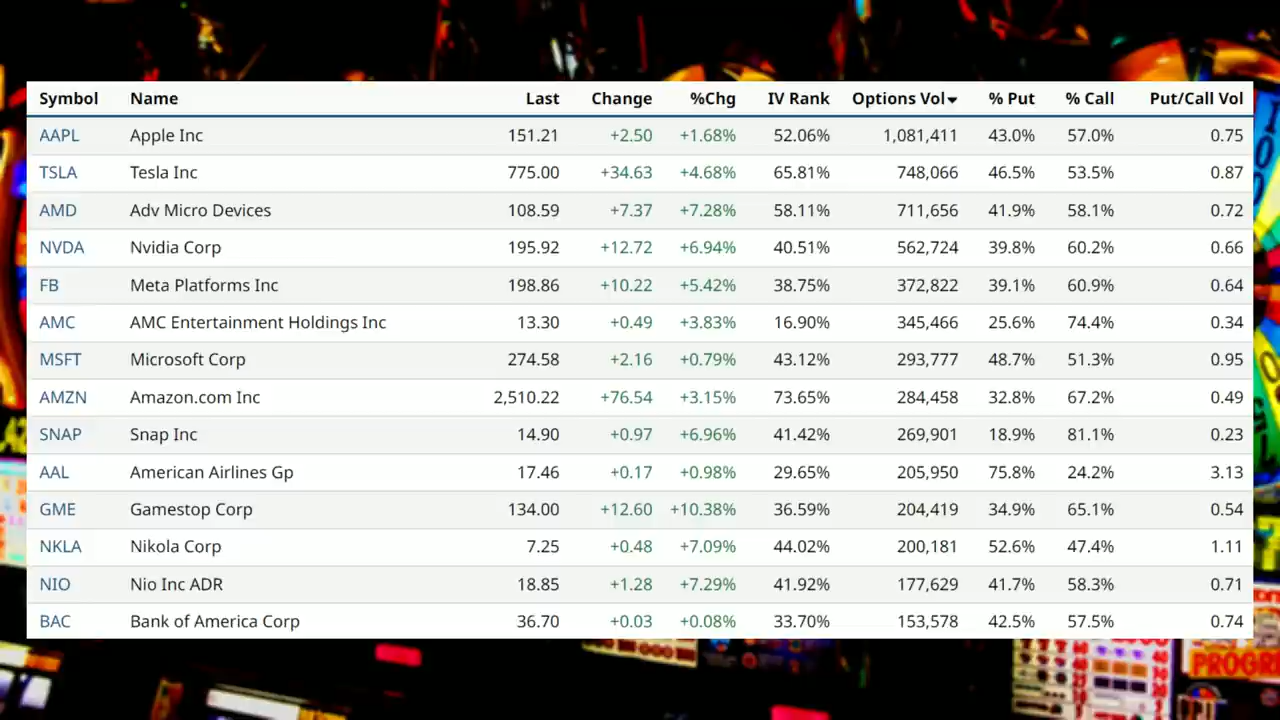 Symbol Name Last Change %Chg IV Rank Options Vol % Put % Call Put/Call Vol
AAPL Apple Inc 151.21 +2.50 +1.68% 52.06% 1,081,411 43.0% 57.0% 0.75
TSLA Tesla Inc 775.00 +34.63 +4.68% 65.81% 748,066 46.5% 53.5% 0.87
AMD Adv Micro Devices 108.59 +7.37 +7.28% 58.11% 711,656 41.9% 58.1% 0.72
NVDA Nvidia Corp 195.92 +12.72 +6.94% 40.51% 562,724 39.8% 60.2% 0.66
FB Meta Platforms Inc 198.86 +10.22 +5.42% 38.75% 372,822 39.1% 60.9% 0.64
AMC AMC Entertainment Holdings Inc 13.30 +0.49 +3.83% 16.90% 345,466 25.6% 74.4% 0.34
MSFT Microsoft Corp 274.58 +2.16 +0.79% 43.12% 293,777 48.7% 51.3% 0.95
AMZN Amazon.com Inc 2,510.22 +76.54 +3.15% 73.65% 284,458 32.8% 67.2% 0.49
SNAP Snap Inc 14.90 +0.97 +6.96% 41.42% 269,901 18.9% 81.1% 0.23
AAL American Airlines Gp 17.46 +0.17 +0.98% 29.65% 205,950 75.8% 24.2% 3.13
GME Gamestop Corp 134.00 +12.60 +10.38% 36.59% 204,419 34.9% 65.1% 0.54
NKLA Nikola Corp 7.25 +0.48 +7.09% 44.02% 200,181 52.6% 47.4% 1.11
NIO Nio Inc ADR 18.85 +1.28 +7.29% 41.92% 177,629 41.7% 58.3% 0.71
BAC Bank of America Corp 36.70 +0.03 +0.08% 33.70% 153,578 42.5% 57.5% 0.74